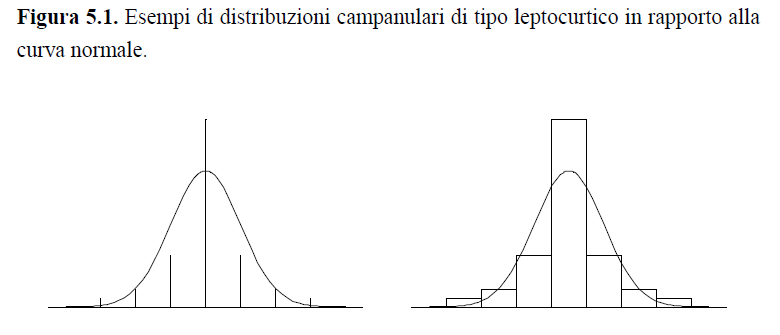 Figura 5.1. Esempi di distribuzioni campanulari di tipo leptocurtico in rapporto alla
curva normale.